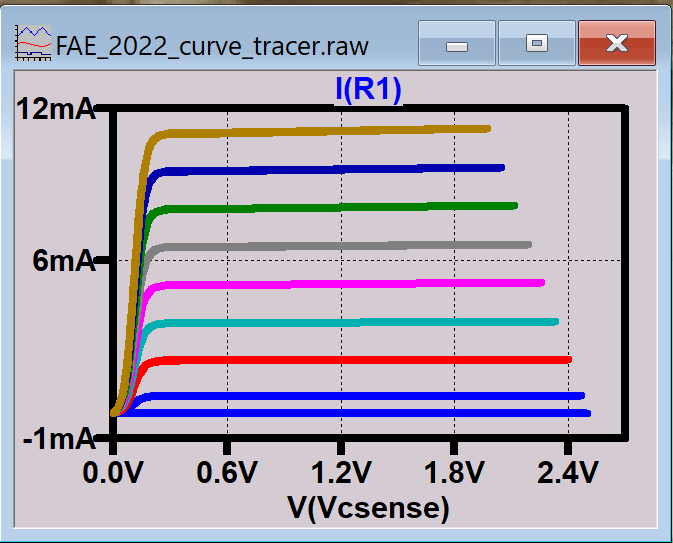 FAE_2022_curve_tracer.raw
I(R1)
12mA
6mA
-1mA
0.0V 0.6V 1.2V 1.8V 2.4V
V(Vcsense)